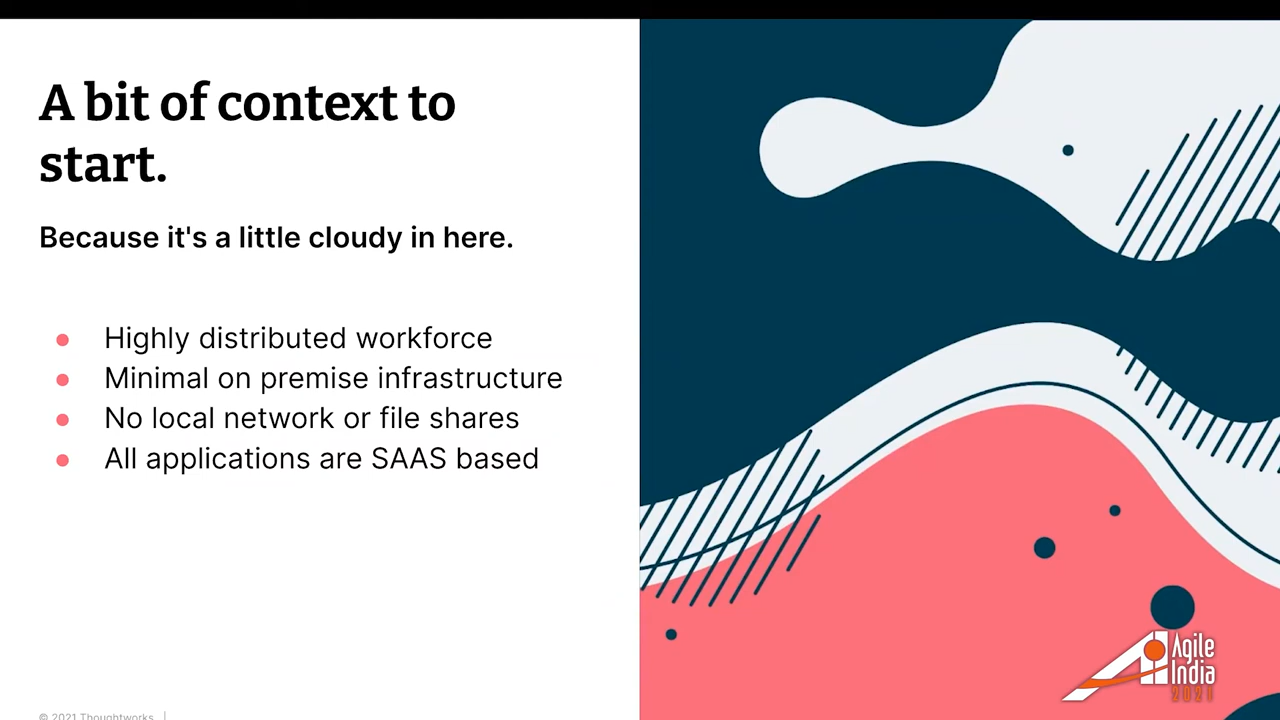 A bit of context to
start.
Because it's a little cloudy in here.
● Highly distributed workforce
● Minimal on premise infrastructure
● No local network or file shares
● All applications are SAAS based
© 2021 Thoughtworks |
Agile
India
2021